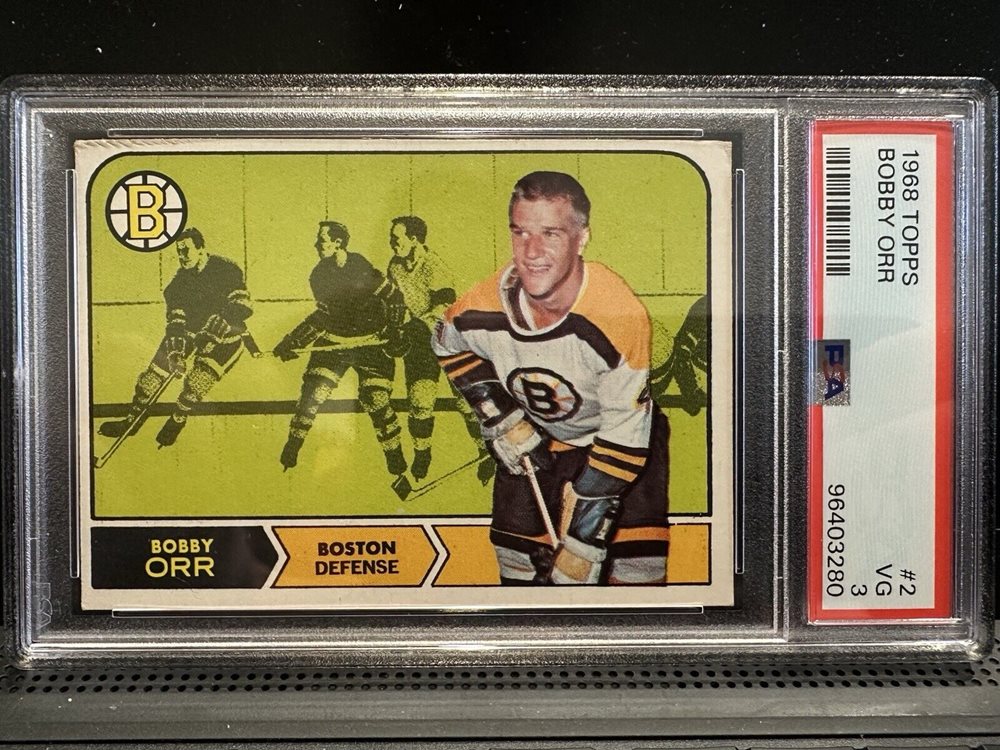 B
B
BOBBY
ORR
BOSTON
DEFENSE
1968 TOPPS
BOBBY ORR
PSA
#2
VG
3
96403280